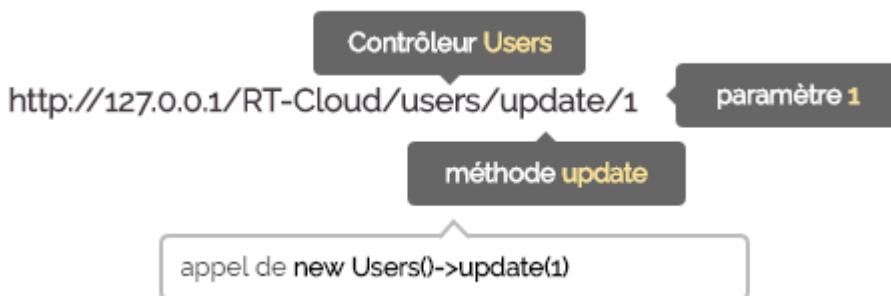 Contrôleur Users
http://127.0.0.1/RT-Cloud/users/update/1
paramètre 1
méthode update
appel de new Users()->update(1)